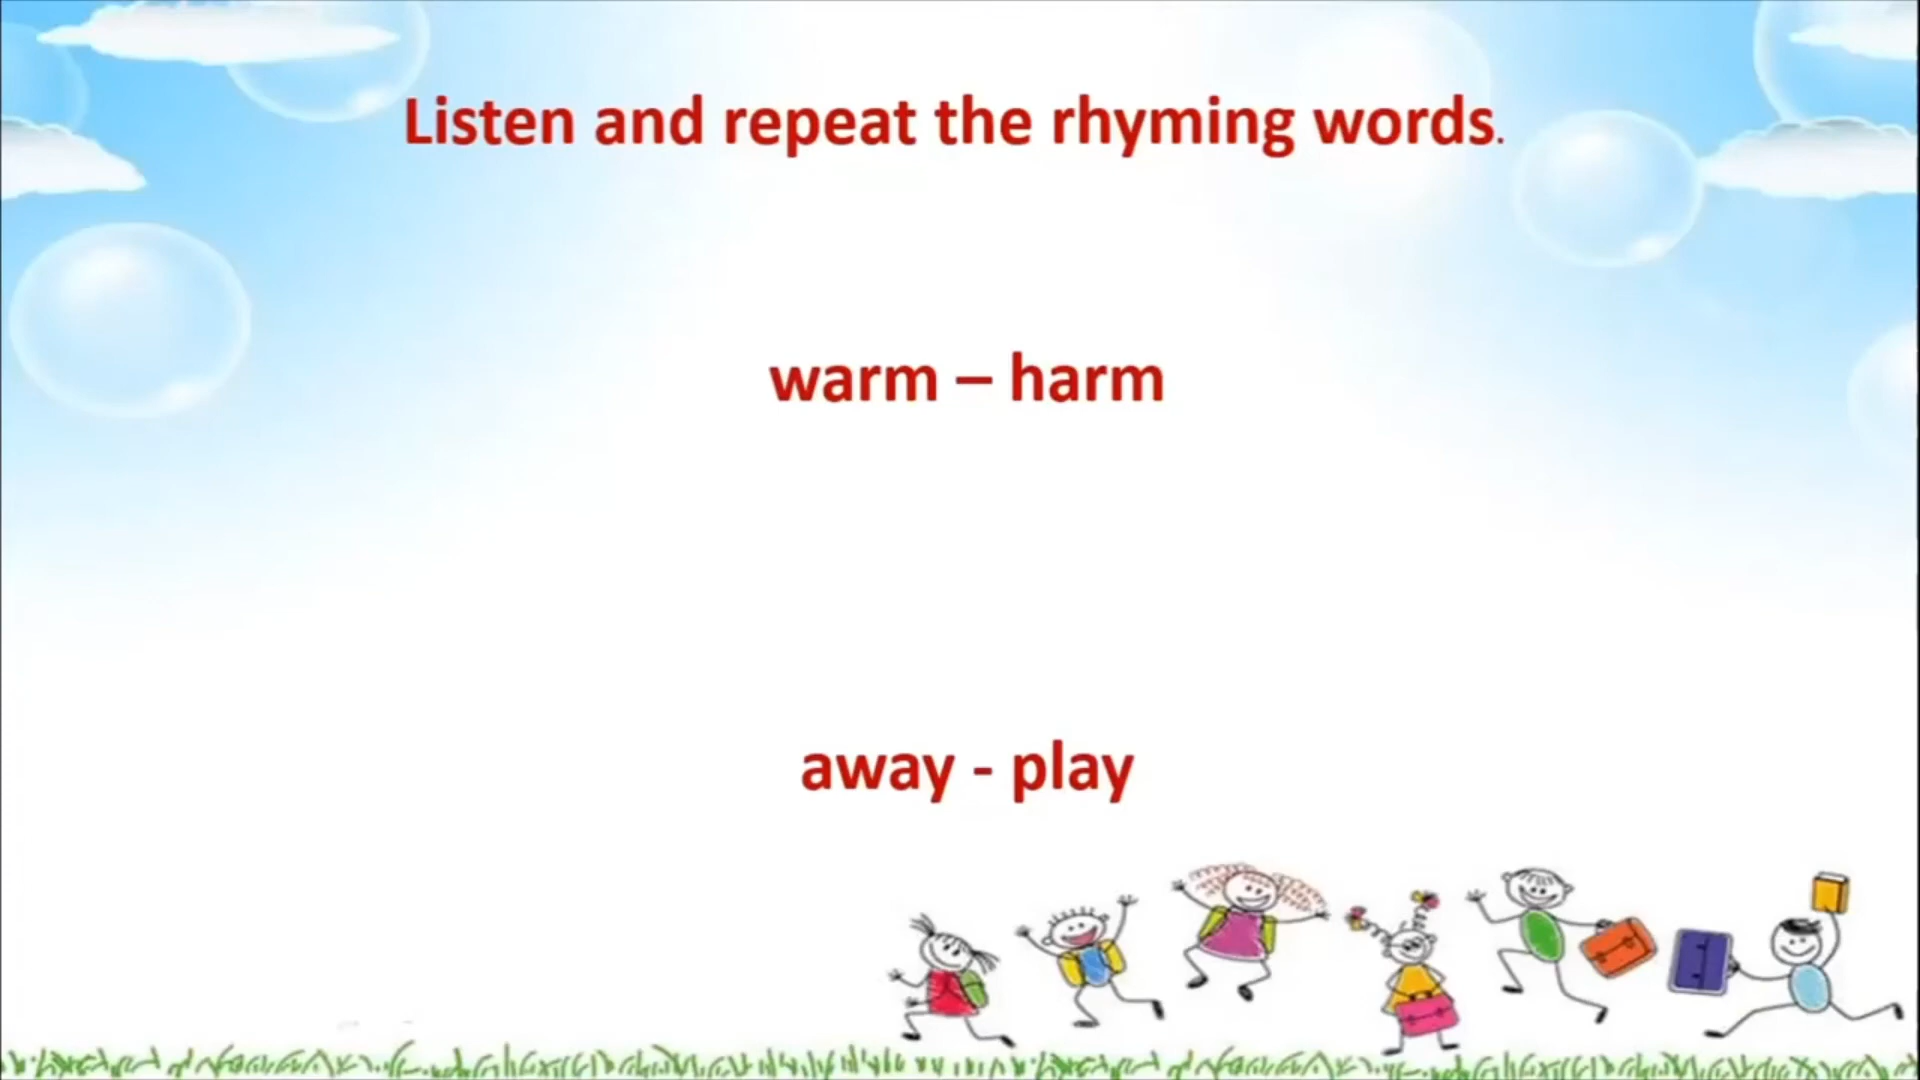 Listen and repeat the rhyming words.
warm – harm
away - play